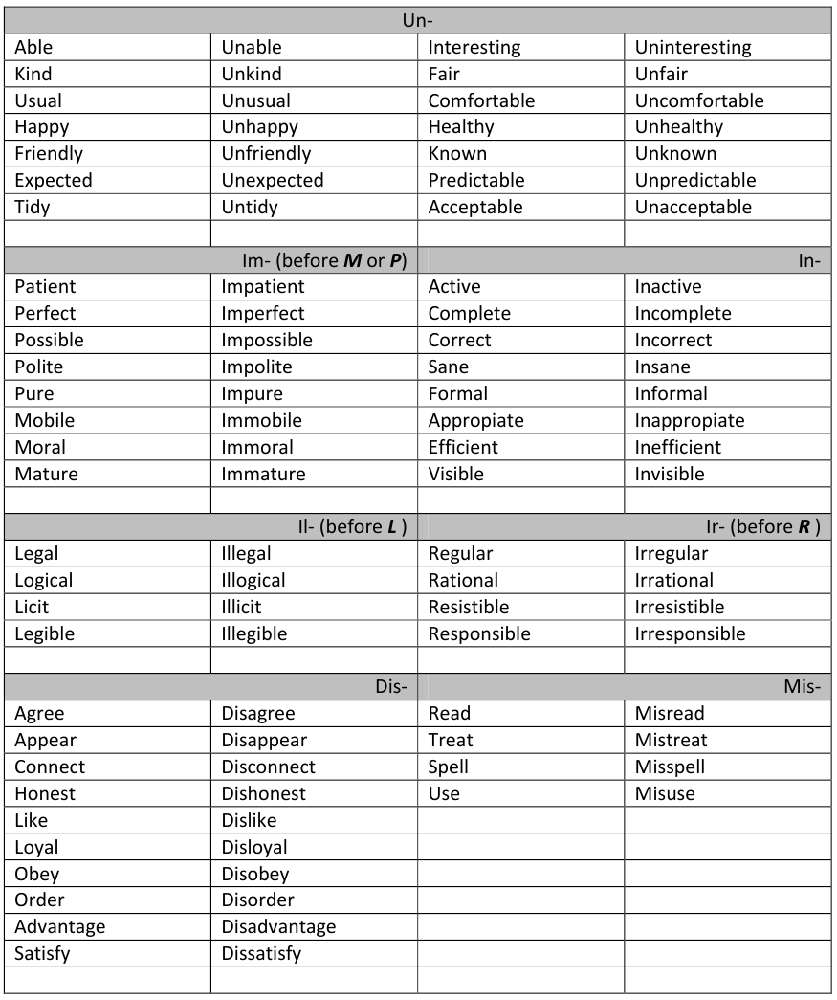 Un-
Able Unable Interesting Uninteresting
Kind Unkind Fair Unfair
Usual Unusual Comfortable Uncomfortable
Happy Unhappy Healthy Unhealthy
Friendly Unfriendly Known Unknown
Expected Unexpected Predictable Unpredictable
Tidy Untidy Acceptable Unacceptable
Im- (before M or P) In-
Patient Impatient Active Inactive
Perfect Imperfect Complete Incomplete
Possible Impossible Correct Incorrect
Polite Impolite Sane Insane
Pure Impure Formal Informal
Mobile Immobile Appropiate Inappropiate
Moral Immoral Efficient Inefficient
Mature Immature Visible Invisible
Il- (before L ) Ir- (before R )
Legal Illegal Regular Irregular
Logical Illogical Rational Irrational
Licit Illicit Resistible Irresistible
Legible Illegible Responsible Irresponsible
Dis- Mis-
Agree Disagree Read Misread
Appear Disappear Treat Mistreat
Connect Disconnect Spell Misspell
Honest Dishonest Use Misuse
Like Dislike
Loyal Disloyal
Obey Disobey
Order Disorder
Advantage Disadvantage
Satisfy Dissatisfy